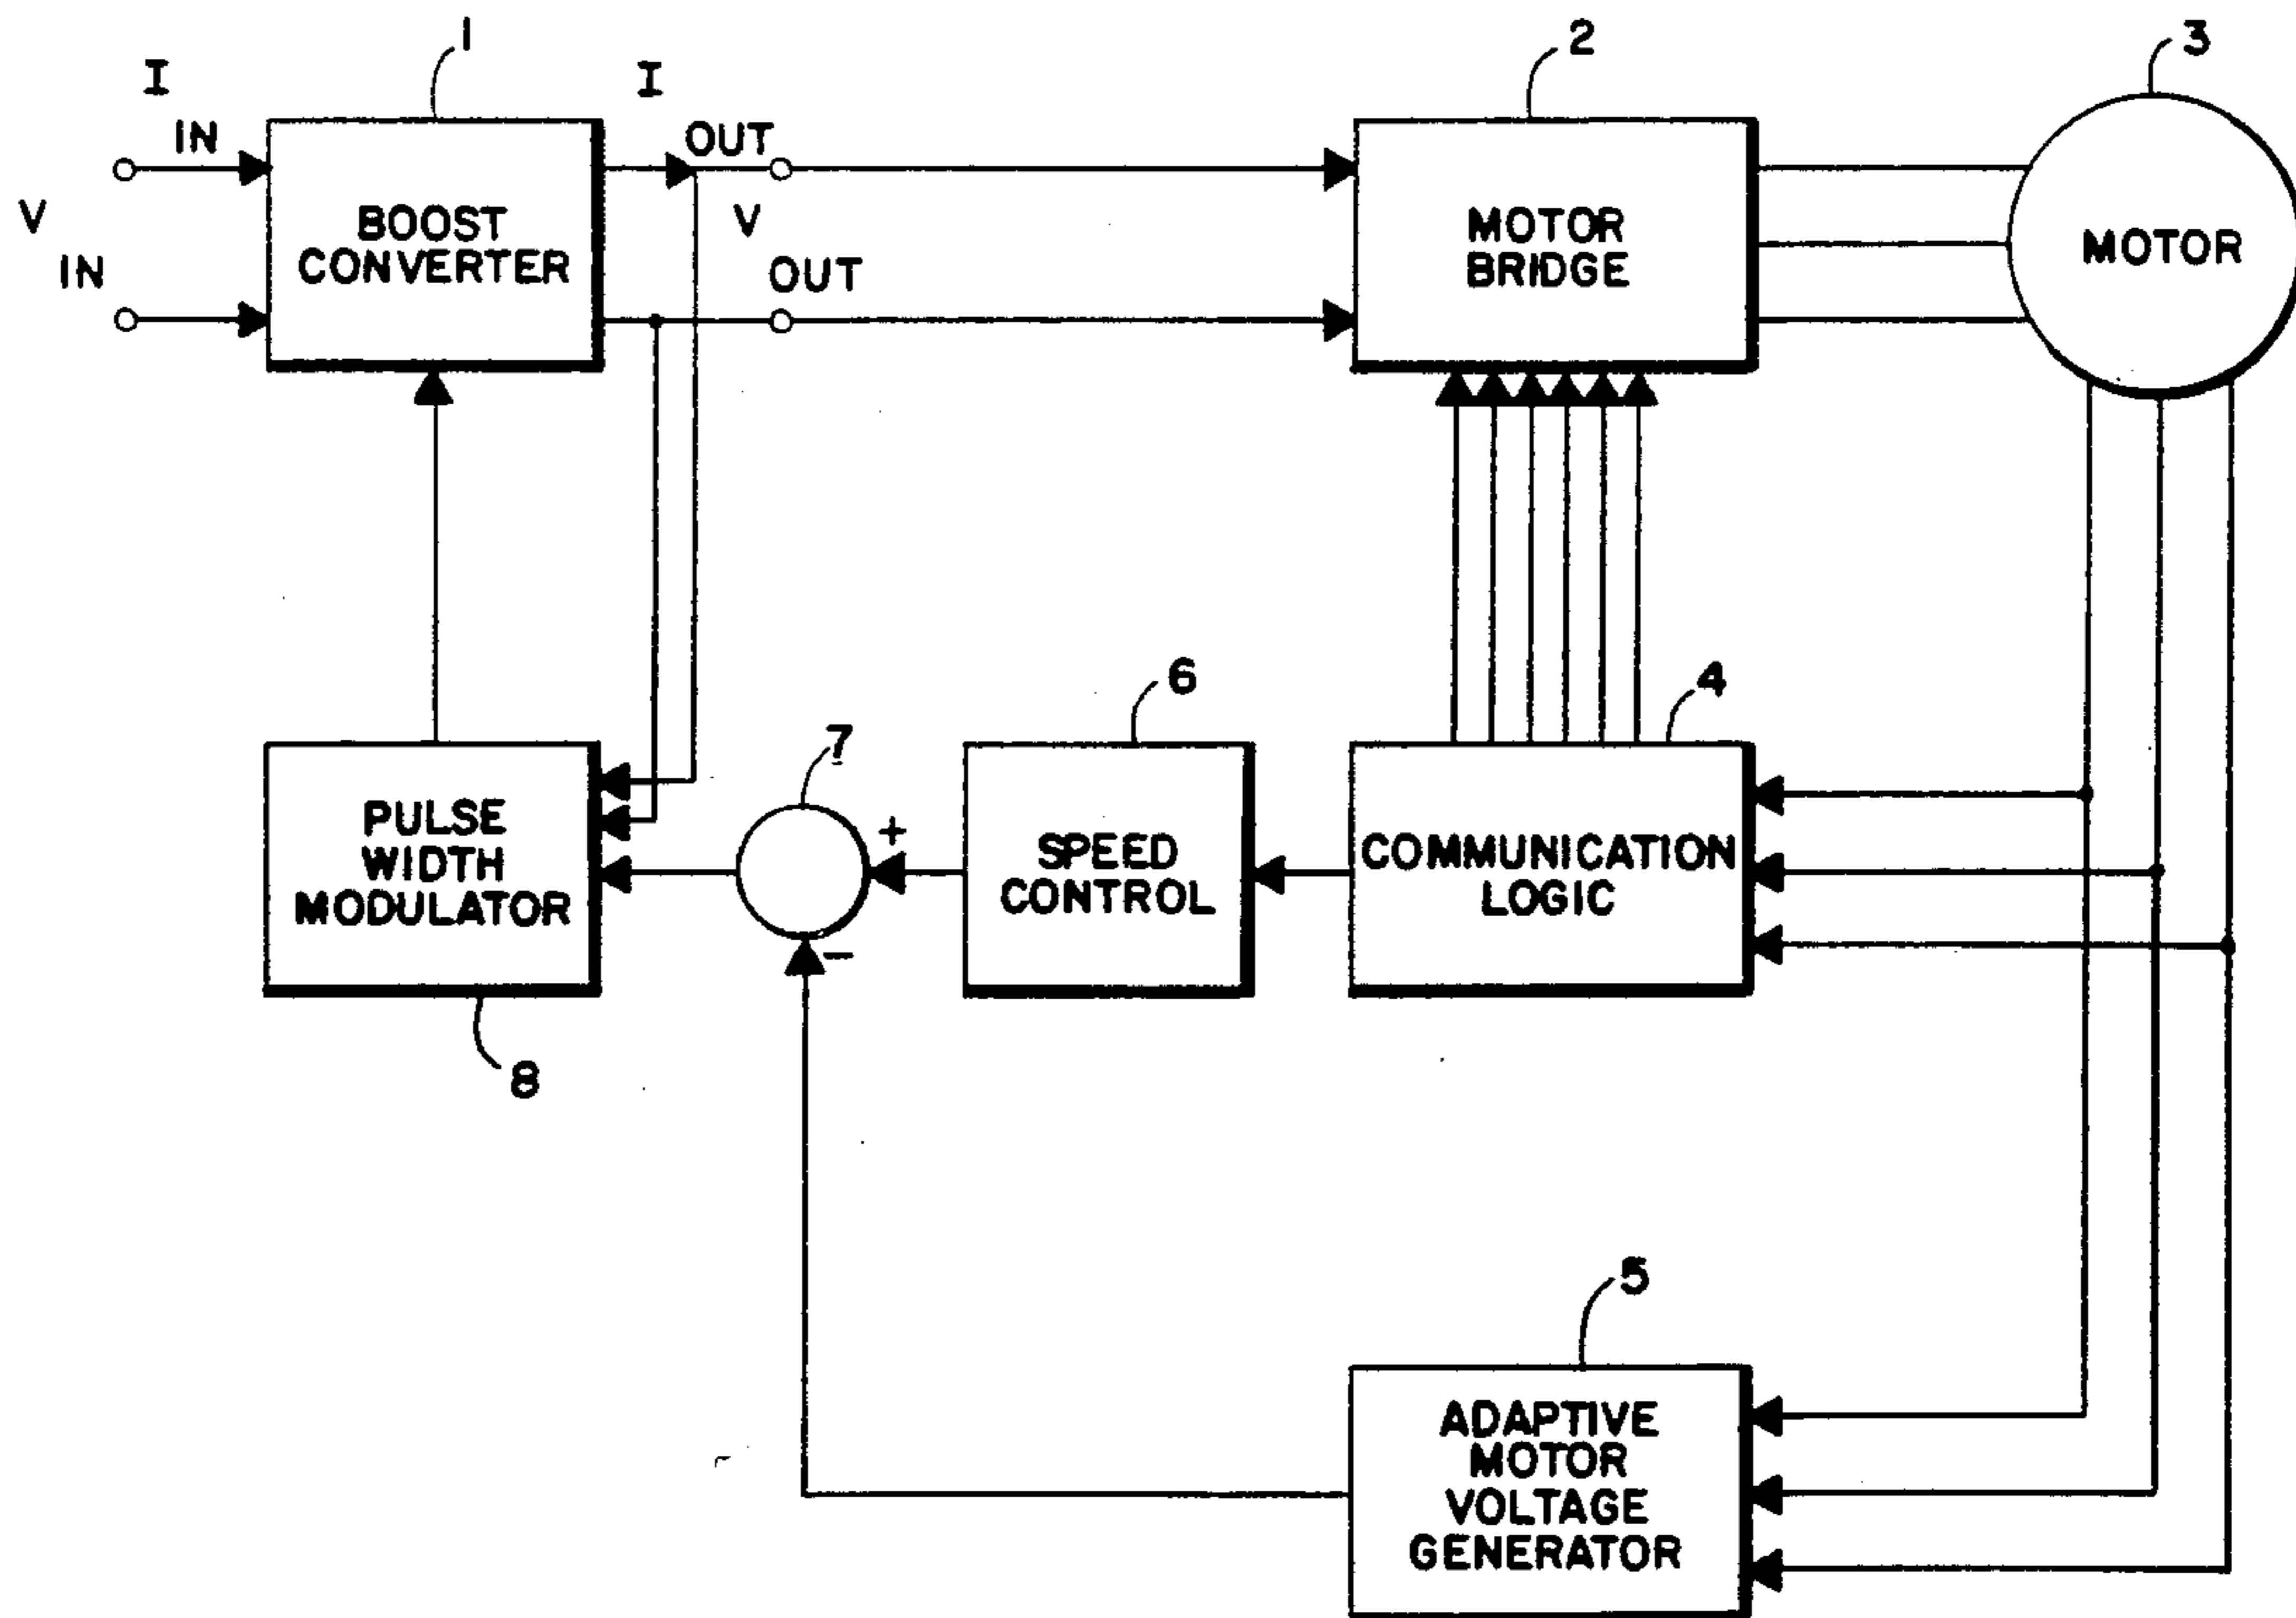 1
2
3
I
I
IN
OUT
V
V
IN
OUT
BOOST
CONVERTER
MOTOR
BRIDGE
MOTOR
6
4
7
+
−
PULSE
WIDTH
MODULATOR
SPEED
CONTROL
COMMUNICATION
LOGIC
8
5
ADAPTIVE
MOTOR
VOLTAGE
GENERATOR